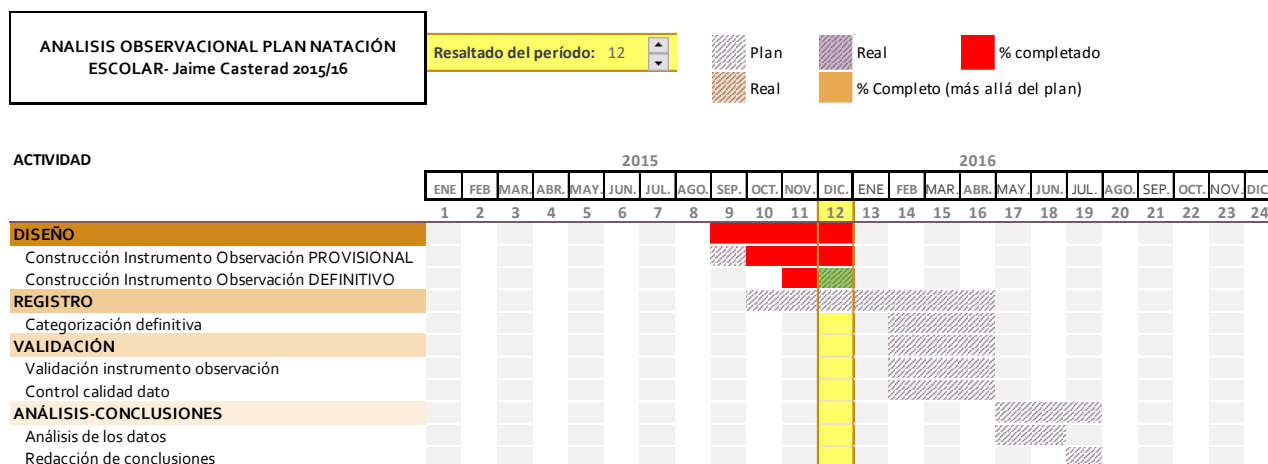 ANALISIS OBSERVACIONAL PLAN NATACIÓN
ESCOLAR- Jaime Casterad 2015/16
Resaltado del período: 12
Plan
Real
% completado
Real
% Completo (más allá del plan)
ACTIVIDAD
2015 2016
ENE FEB MAR. ABR. MAY. JUN. JUL. AGO. SEP. OCT. NOV. DIC. ENE FEB MAR. ABR. MAY. JUN. JUL. AGO. SEP. OCT. NOV. DIC
1 2 3 4 5 6 7 8 9 10 11 12 13 14 15 16 17 18 19 20 21 22 23 24
DISEÑO
Construcción Instrumento Observación PROVISIONAL
Construcción Instrumento Observación DEFINITIVO
REGISTRO
Categorización definitiva
VALIDACIÓN
Validación instrumento observación
Control calidad dato
ANÁLISIS-CONCLUSIONES
Análisis de los datos
Redacción de conclusiones